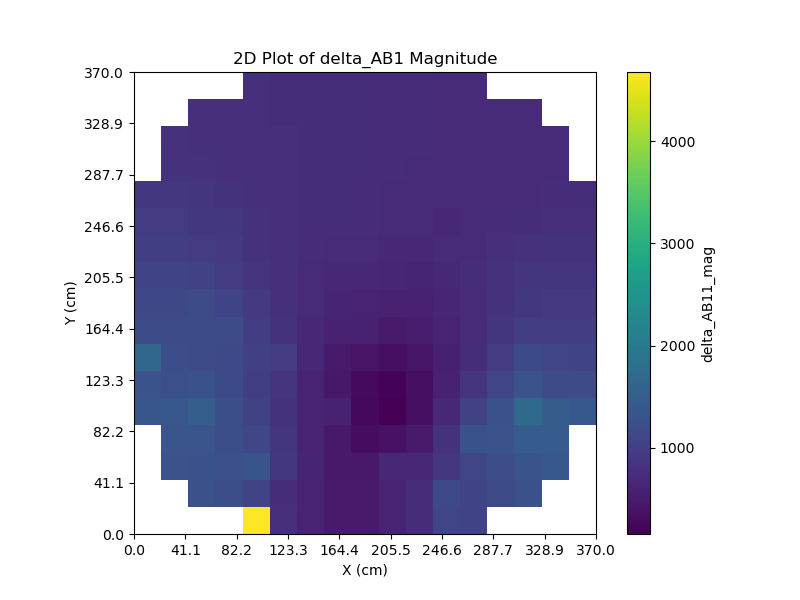 2D Plot of delta_AB1 Magnitude
370.0
328.9
287.7
246.6
205.5
164.4
123.3
82.2
41.1
0.0
Y (cm)
0.0 41.1 82.2 123.3 164.4 205.5 246.6 287.7 328.9 370.0
X (cm)
4000
3000
2000
1000
delta_AB11_mag